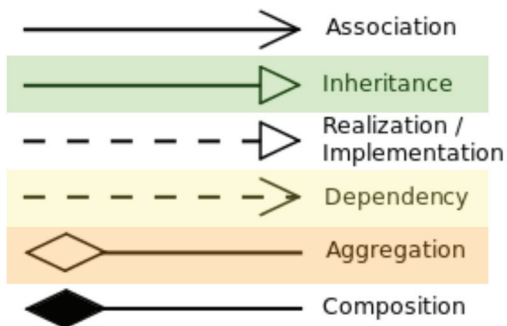 Association
Inheritance
Realization /
Implementation
Dependency
Aggregation
Composition